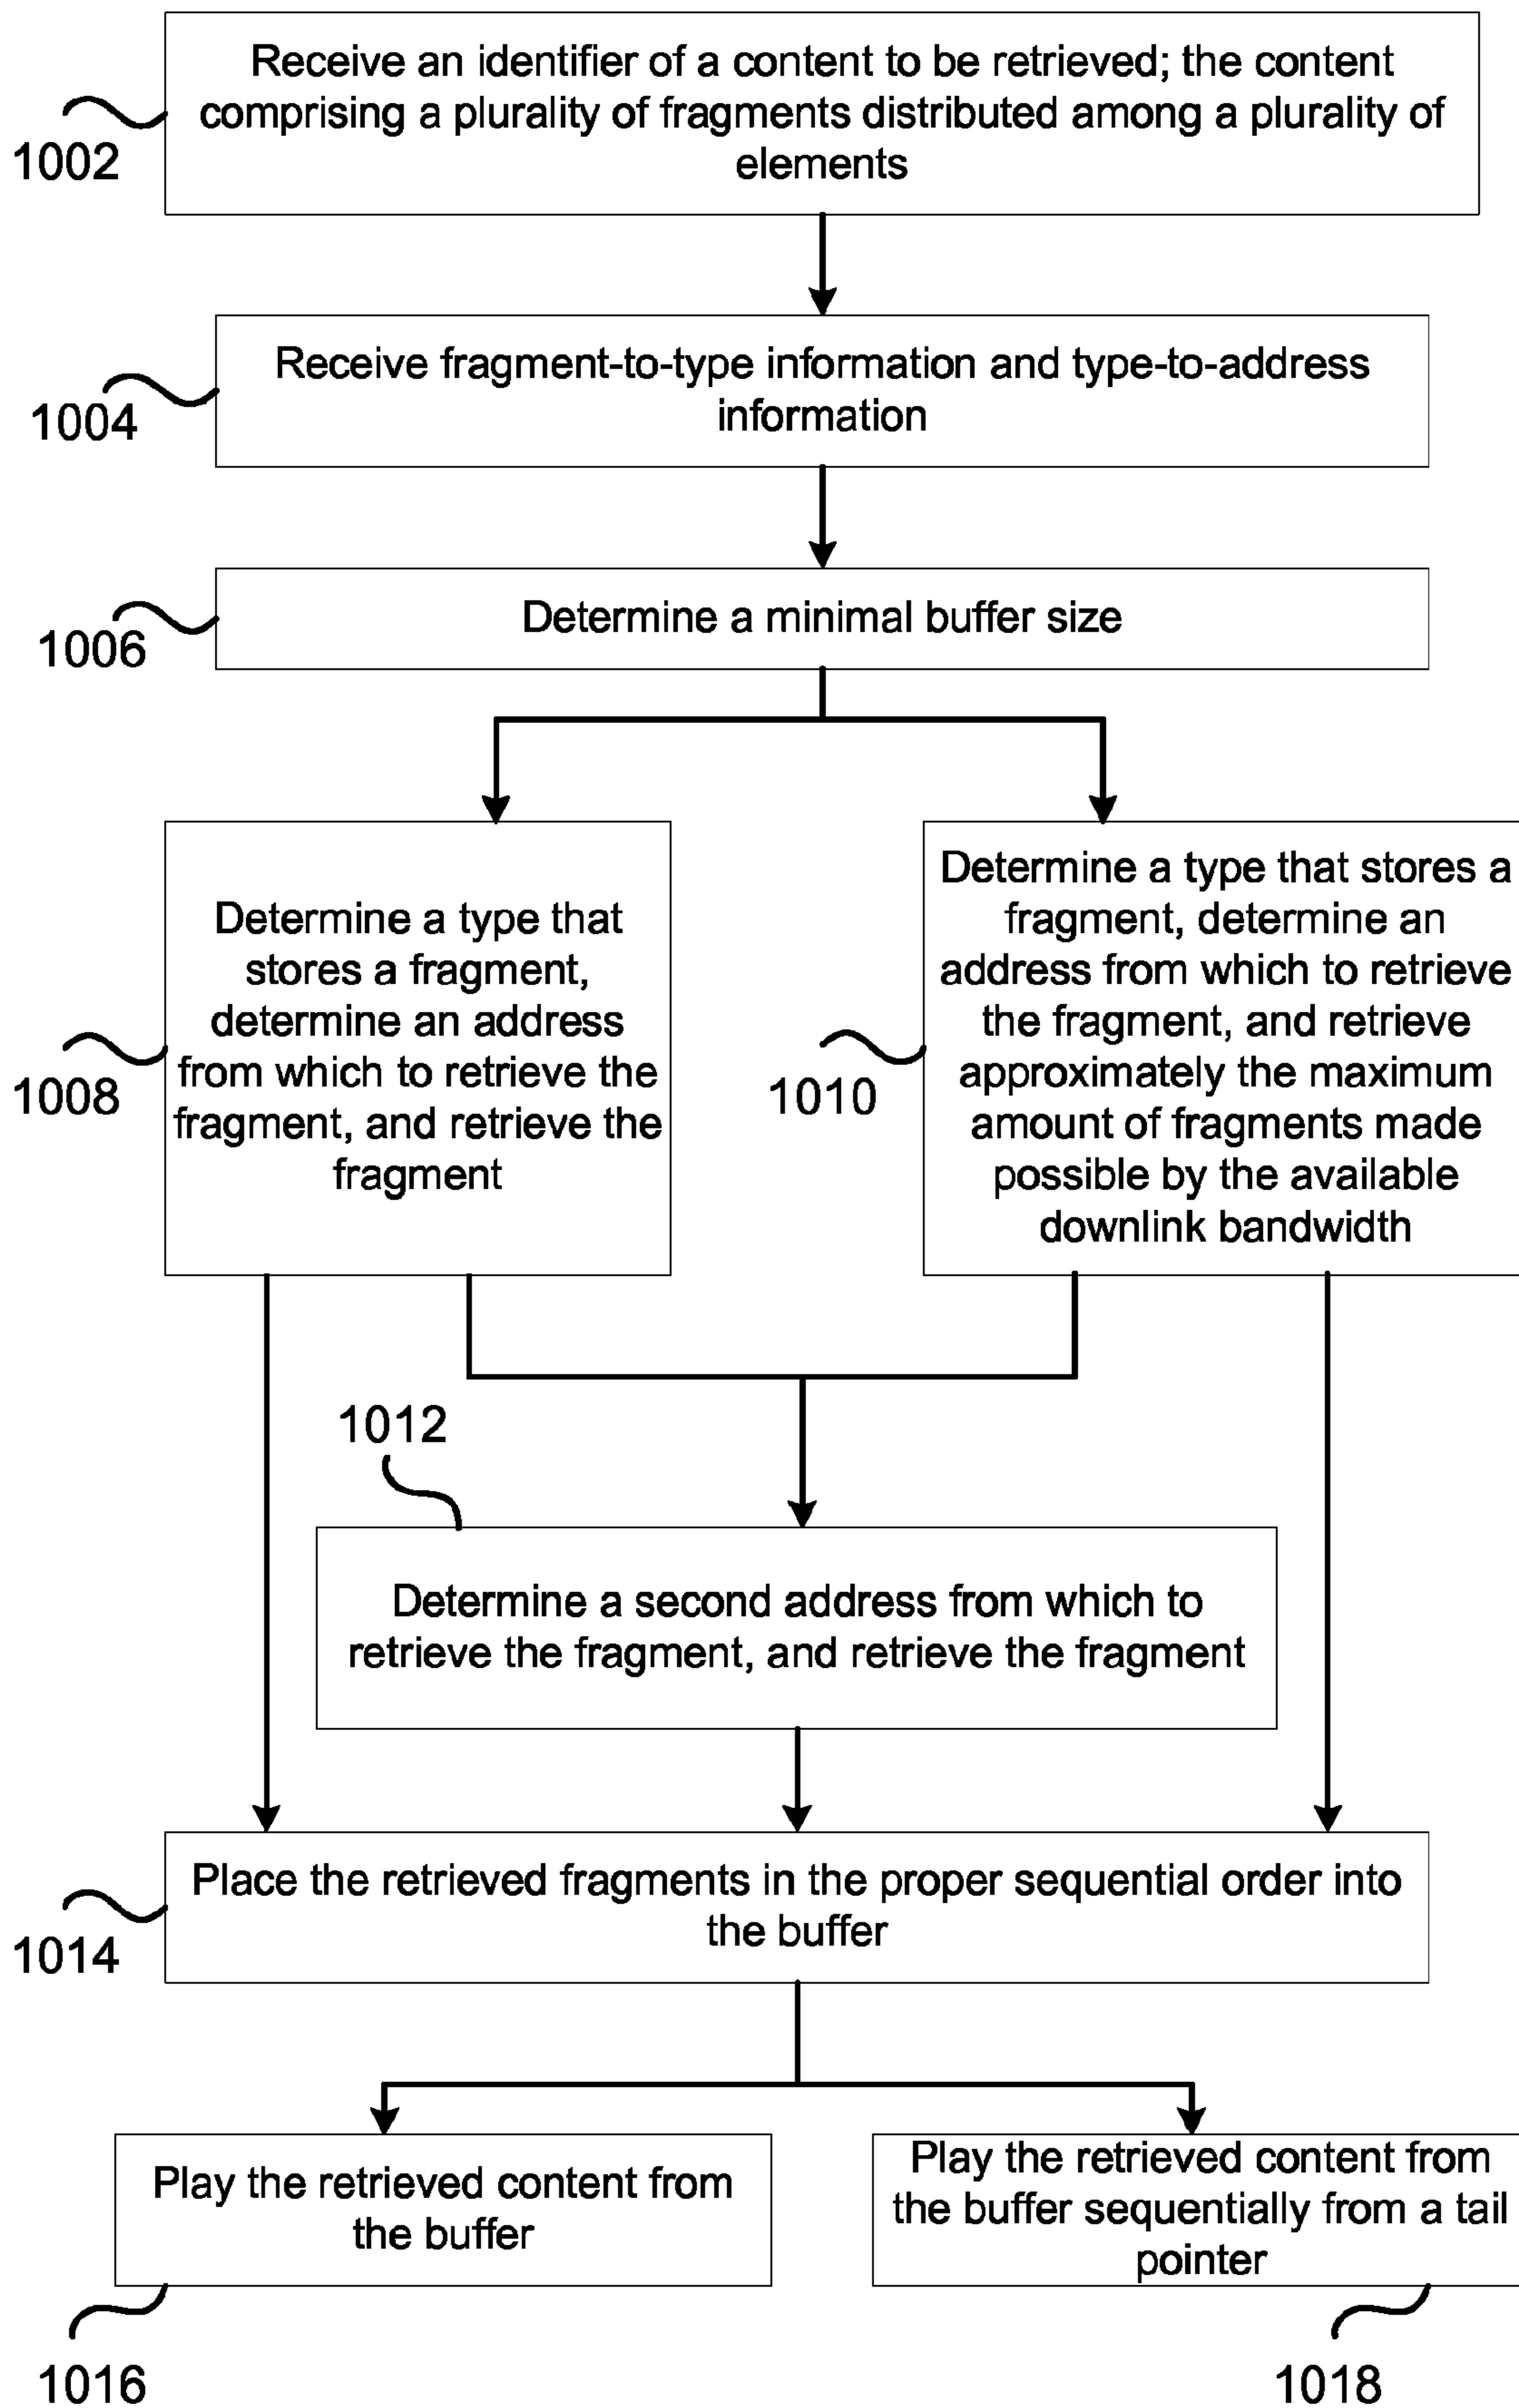 Receive an identifier of a content to be retrieved; the content
comprising a plurality of fragments distributed among a plurality of
elements
1002
Receive fragment-to-type information and type-to-address
information
1004
Determine a minimal buffer size
1006
Determine a type that
stores a fragment,
determine an address
from which to retrieve the
fragment, and retrieve the
fragment
1008
Determine a type that stores a
fragment, determine an
address from which to retrieve
the fragment, and retrieve
approximately the maximum
amount of fragments made
possible by the available
downlink bandwidth
1010
1012
Determine a second address from which to
retrieve the fragment, and retrieve the fragment
Place the retrieved fragments in the proper sequential order into
the buffer
1014
Play the retrieved content from
the buffer
1016
Play the retrieved content from
the buffer sequentially from a tail
pointer
1018